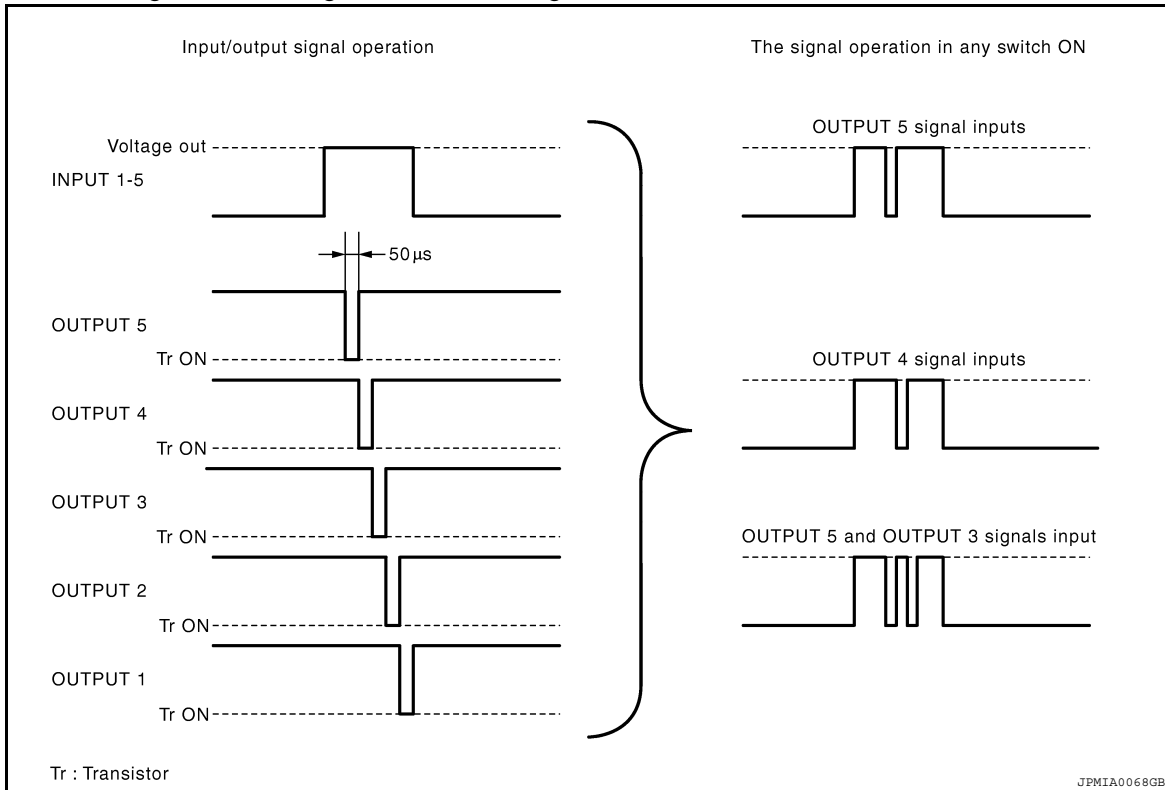 Input/output signal operation
The signal operation in any switch ON
Voltage out
INPUT 1-5
50 µs
OUTPUT 5
Tr ON
OUTPUT 4
Tr ON
OUTPUT 3
Tr ON
OUTPUT 2
Tr ON
OUTPUT 1
Tr ON
OUTPUT 5 signal inputs
OUTPUT 4 signal inputs
OUTPUT 5 and OUTPUT 3 signals input
Tr : Transistor
JPMIA0068GB